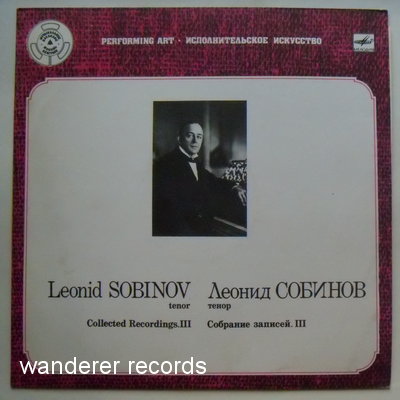 PERFORMING ART · ИСПОЛНИТЕЛЬСКОЕ ИСКУССТВО
Leonid SOBINOV
tenor
Collected Recordings.III
Леонид СОБИНОВ
тенор
Собрание записей. III
wanderer records